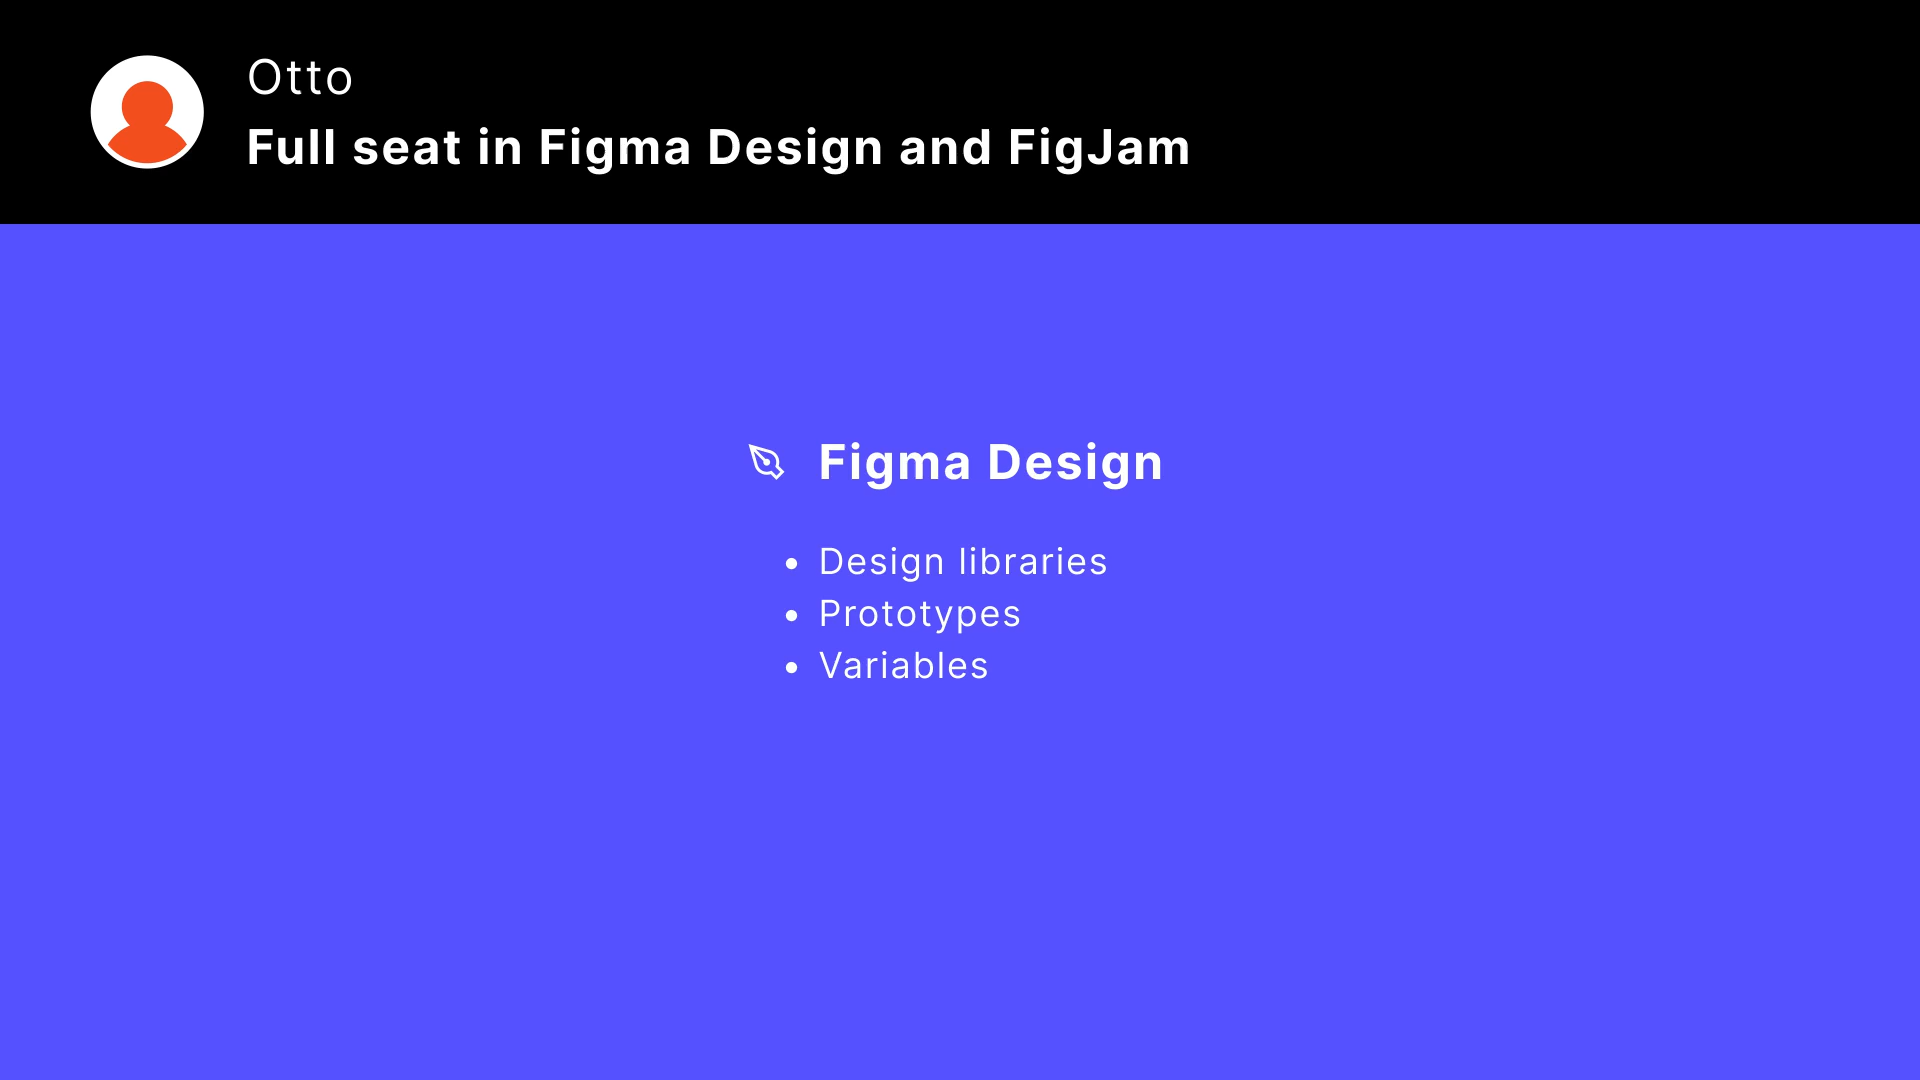 Otto
Full seat in Figma Design and FigJam
Figma Design
• Design libraries
• Prototypes
• Variables